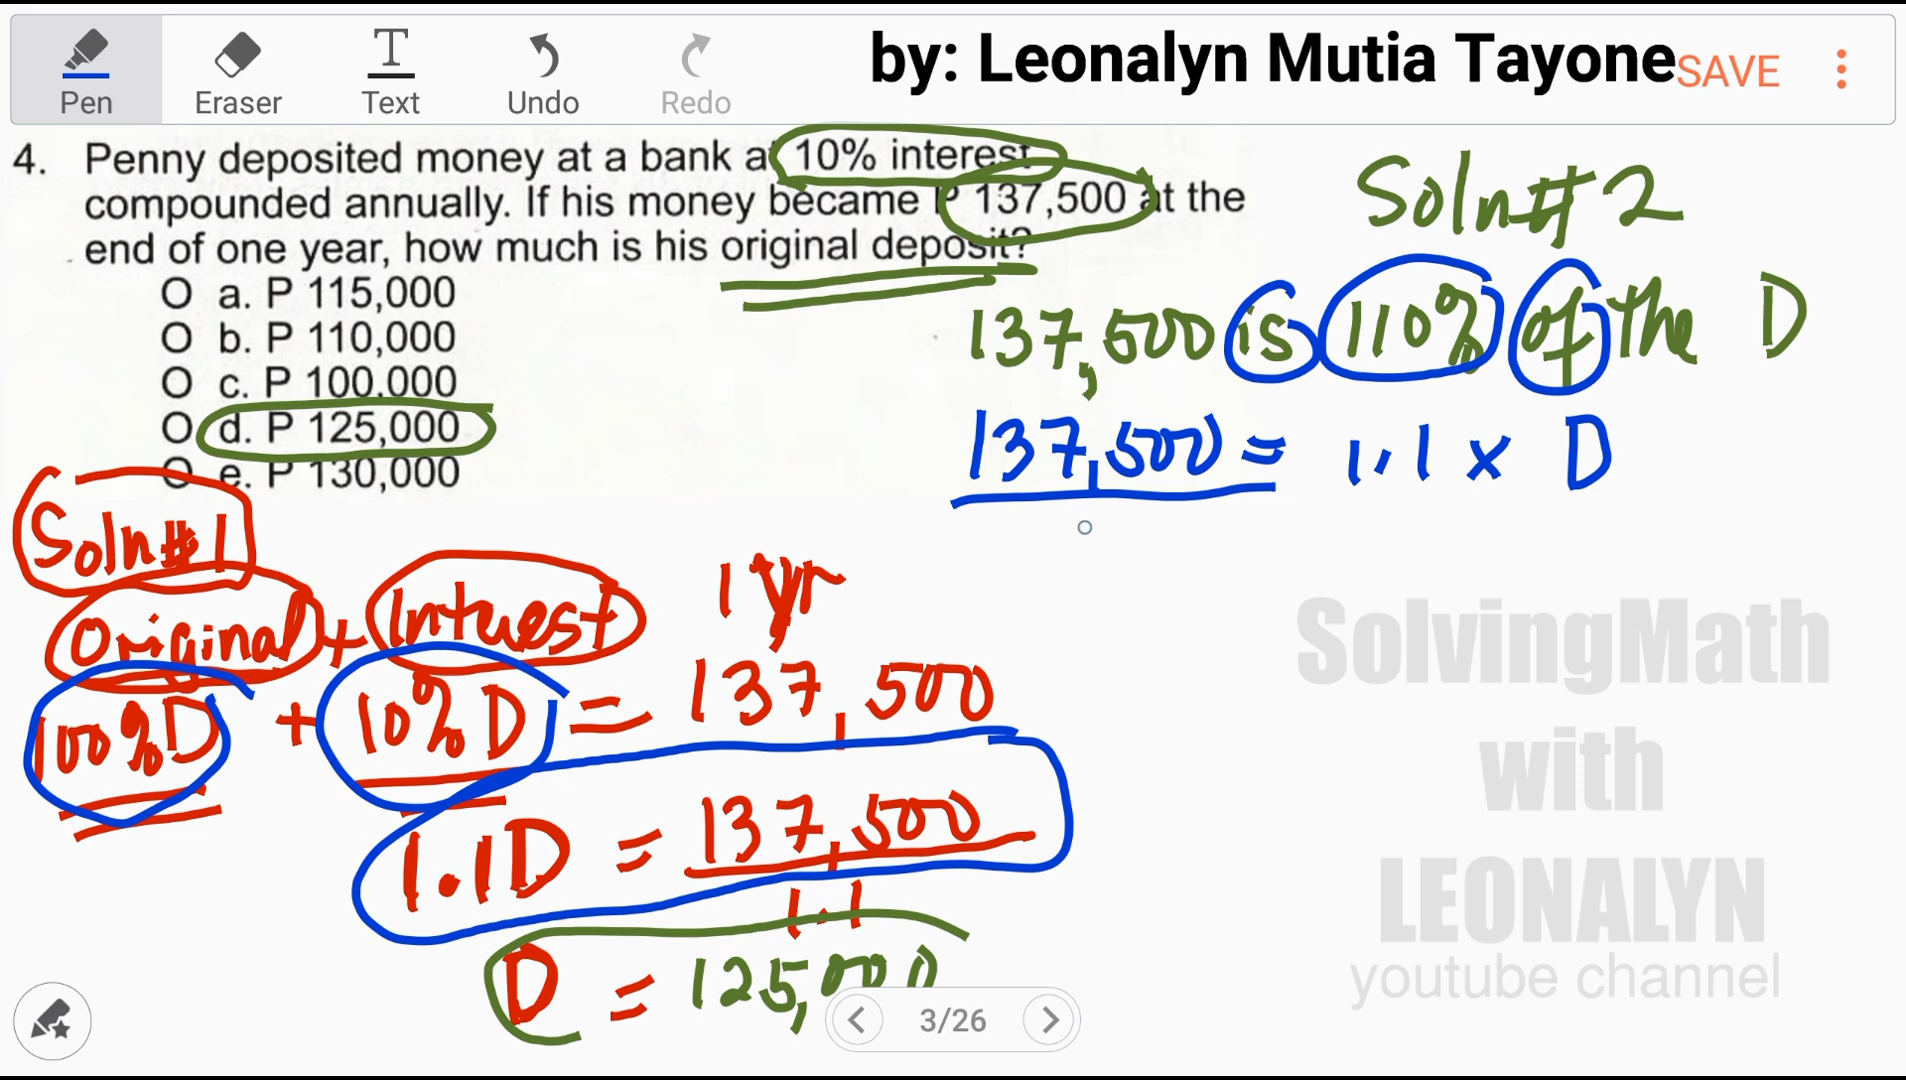 by: Leonalyn Mutia Tayone
SAVE
Pen
Eraser
Text
Undo
Redo
4. Penny deposited money at a bank at 10% interest
compounded annually. If his money became P 137,500 at the
end of one year, how much is his original deposit?
O a. P 115,000
O b. P 110,000
O c. P 100,000
O d. P 125,000
O e. P 130,000
Soln#2
137,500 is 110% of the D
137,500 = 1.1 x D
Soln#1
Original + Interest 1 yr
100%D + 10%D = 137,500
1.1D = 137,500
1.1
D = 125,000
3/26
SolvingMath
with
LEONALYN
youtube channel